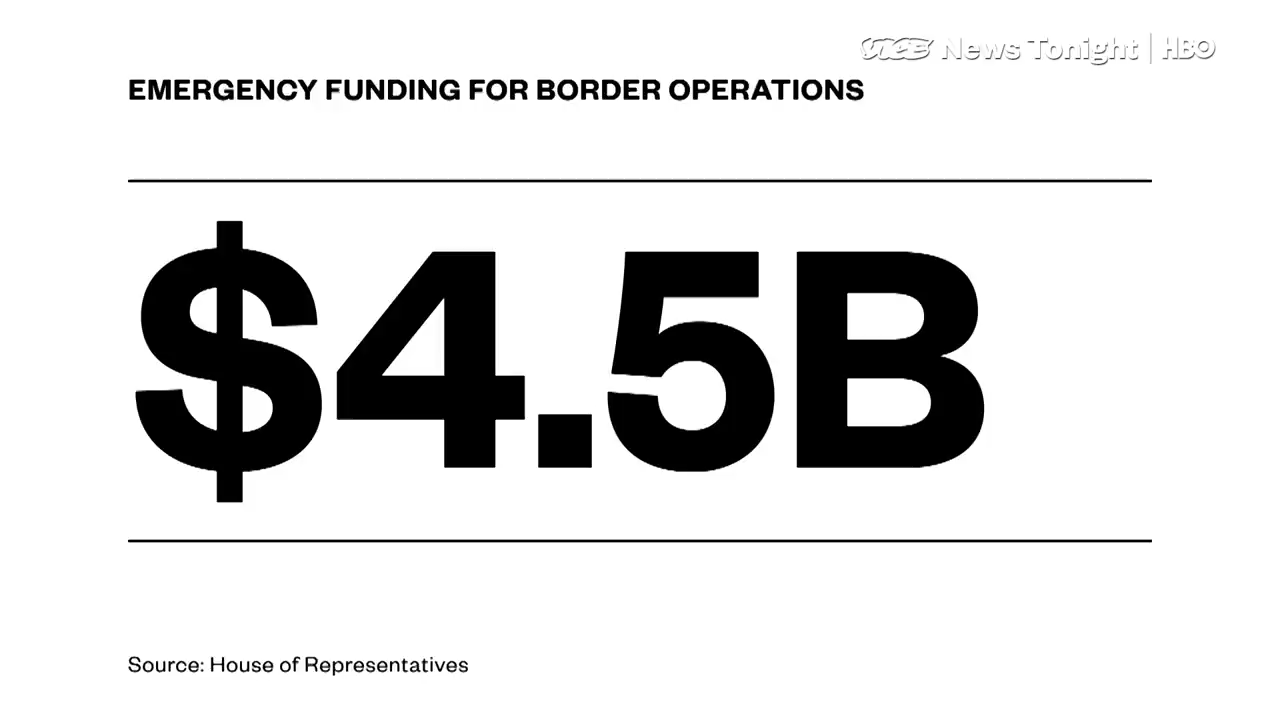 VICE News Tonight | HBO
EMERGENCY FUNDING FOR BORDER OPERATIONS
$4.5B
Source: House of Representatives